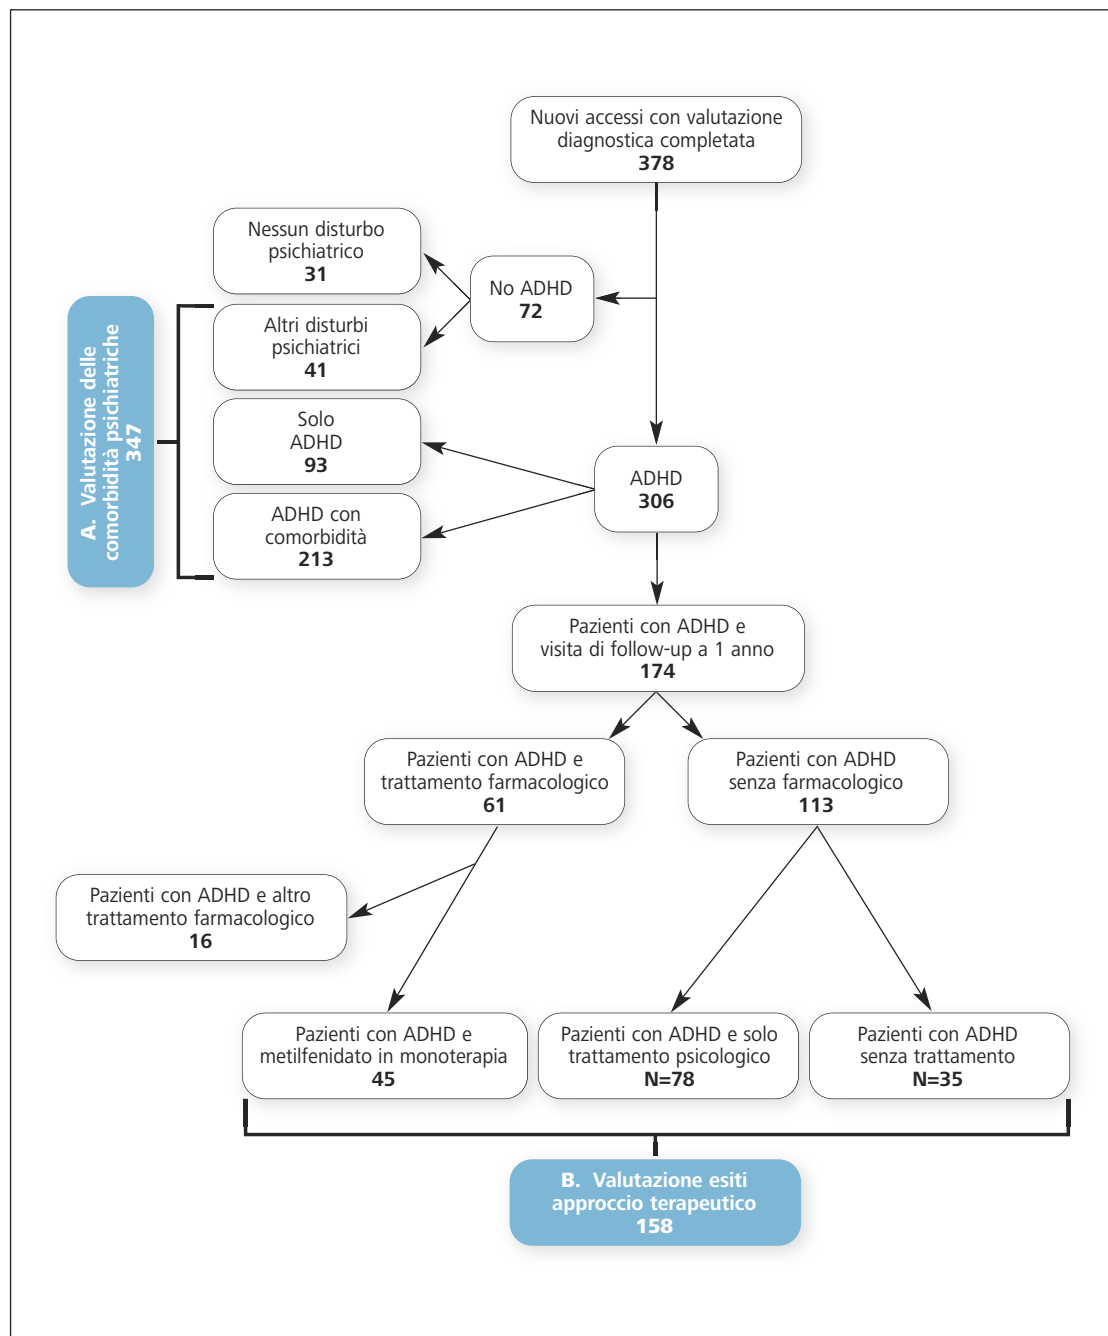 Nuovi accessi con valutazione
diagnostica completata
378
Nessun disturbo
psichiatrico
31
No ADHD
72
Altri disturbi
psichiatrici
41
A. Valutazione delle
comorbidità psichiatriche
347
Solo
ADHD
93
ADHD
306
ADHD con
comorbidità
213
Pazienti con ADHD e
visita di follow-up a 1 anno
174
Pazienti con ADHD e
trattamento farmacologico
61
Pazienti con ADHD
senza farmacologico
113
Pazienti con ADHD e altro
trattamento farmacologico
16
Pazienti con ADHD e
metilfenidato in monoterapia
45
Pazienti con ADHD e solo
trattamento psicologico
N=78
Pazienti con ADHD
senza trattamento
N=35
B. Valutazione esiti
approccio terapeutico
158